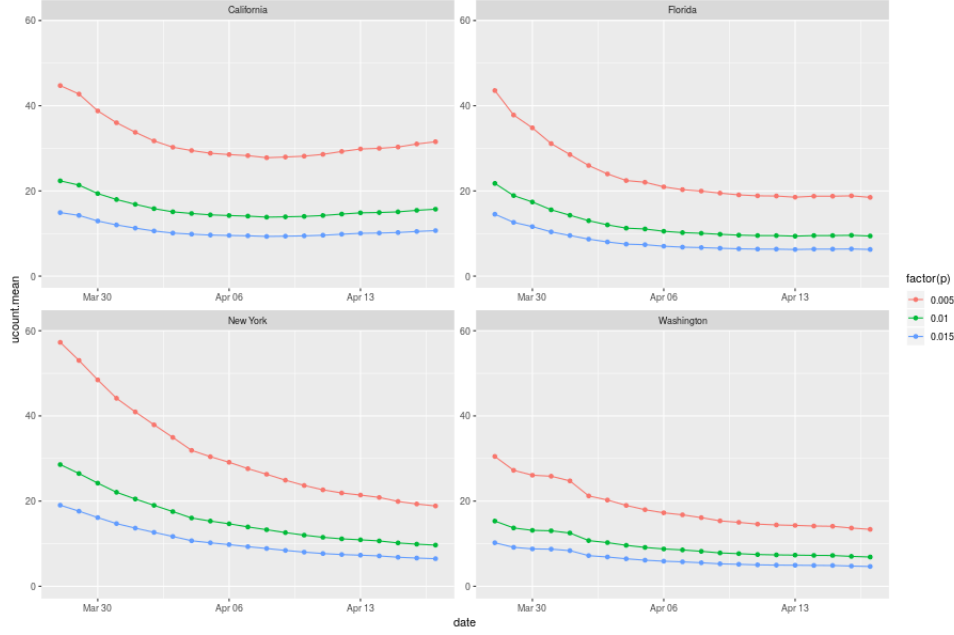 California
Florida
60
40
20
0
60
40
20
0
Mar 30
Apr 06
Apr 13
Mar 30
Apr 06
Apr 13
New York
Washington
60
40
20
0
60
40
20
0
Mar 30
Apr 06
Apr 13
Mar 30
Apr 06
Apr 13
date
ucount.mean
factor(p)
0.005
0.01
0.015